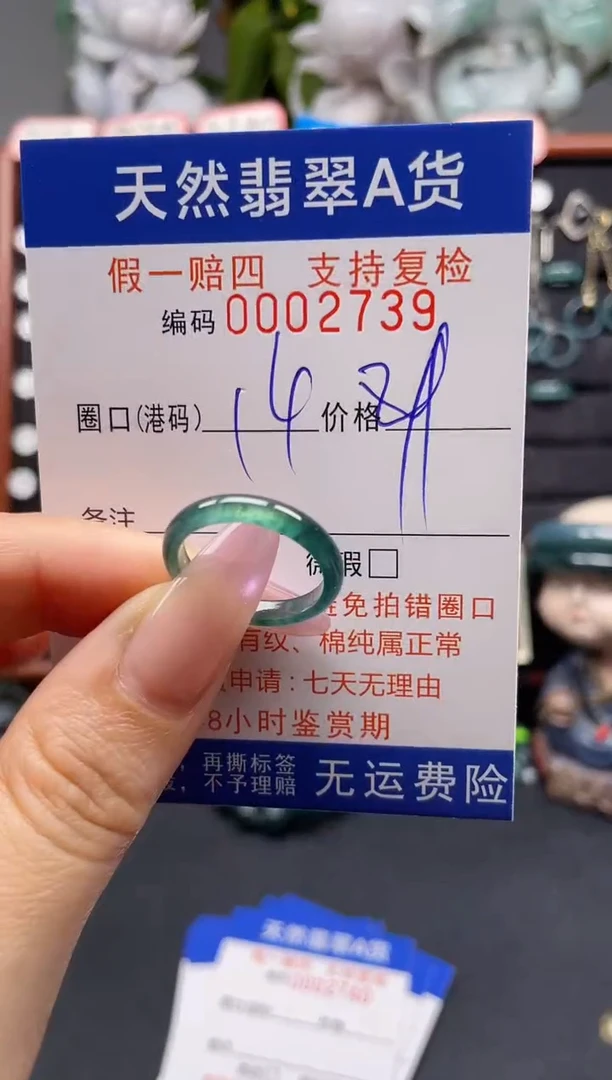 天然翡翠A货
假一赔四 支持复检
编码 0002739
圈口(港码) 14 价格
备注
假□
免拍错圈口
有纹、棉纯属正常
申请:七天无理由
8小时鉴赏期
再撕标签
不予理赔
无运费险
天然翡翠A货